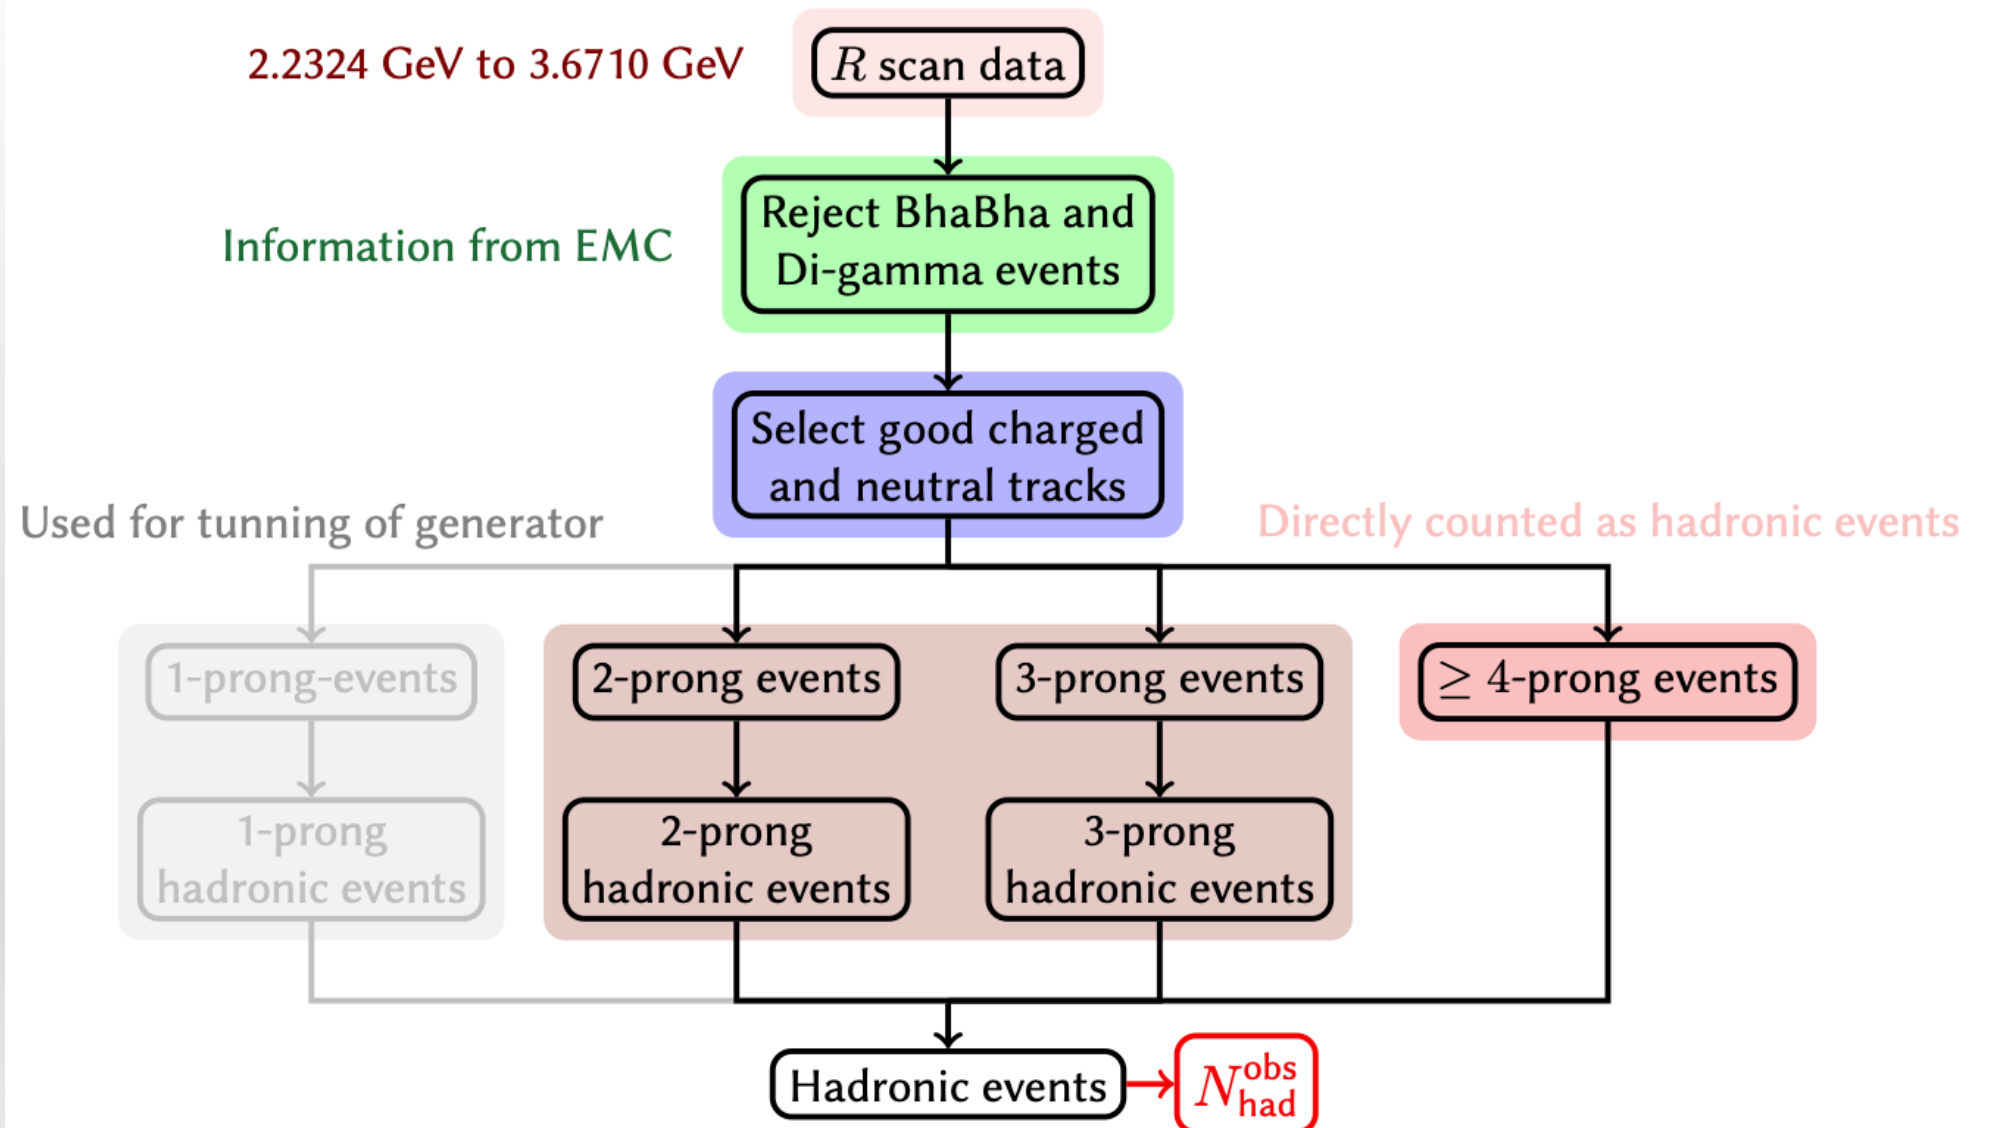 2.2324 GeV to 3.6710 GeV
R scan data
Information from EMC
Reject BhaBha and
Di-gamma events
Select good charged
and neutral tracks
Used for tunning of generator
Directly counted as hadronic events
1-prong-events
2-prong events
3-prong events
≥ 4-prong events
1-prong
hadronic events
2-prong
hadronic events
3-prong
hadronic events
Hadronic events
N^obs_had